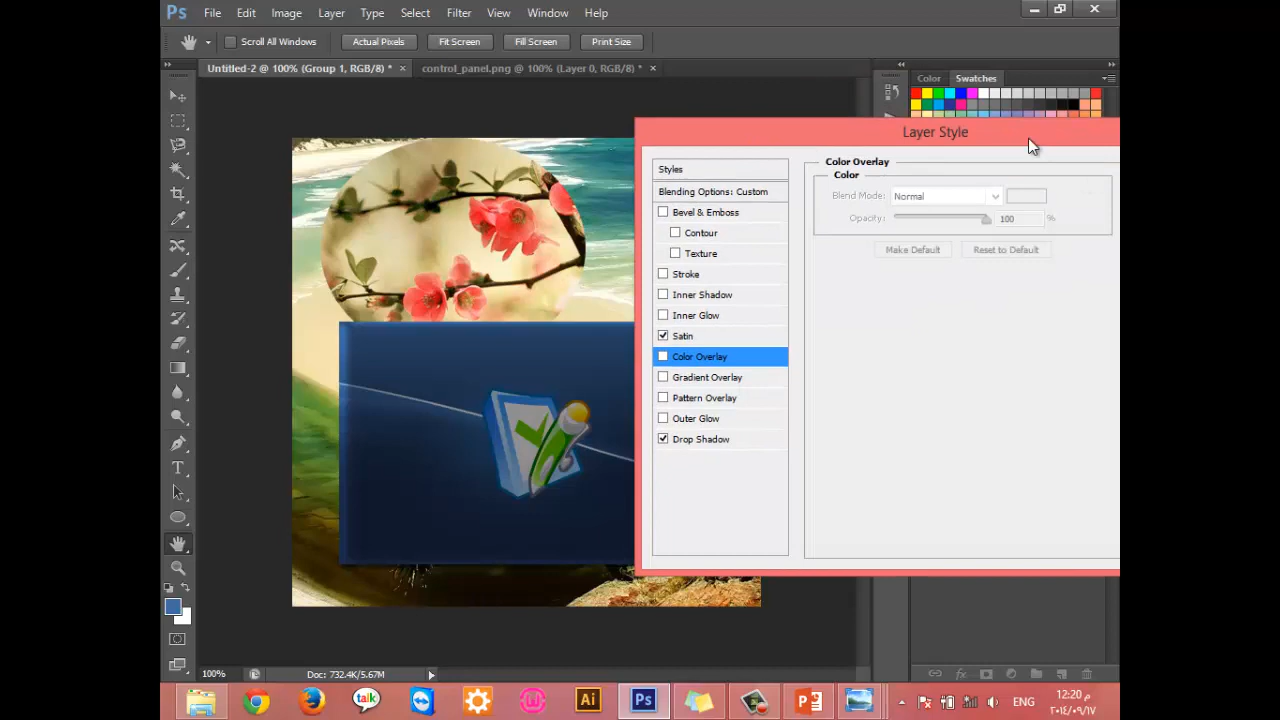 Ps File Edit Image Layer Type Select Filter View Window Help
Scroll All Windows Actual Pixels Fit Screen Fill Screen Print Size
Untitled-2 @ 100% (Group 1, RGB/8) * × control_panel.png @ 100% (Layer 0, RGB/8) * ×
Color Swatches
Layer Style
Styles
Blending Options: Custom
Bevel & Emboss
Contour
Texture
Stroke
Inner Shadow
Inner Glow
Satin
Color Overlay
Gradient Overlay
Pattern Overlay
Outer Glow
Drop Shadow
Color Overlay
Color
Blend Mode: Normal
Opacity: 100 %
Make Default Reset to Default
100% Doc: 732.4K/5.67M
talk Ai Ps P ENG 12:20 م
٢٠١٤/٠٩/١٧